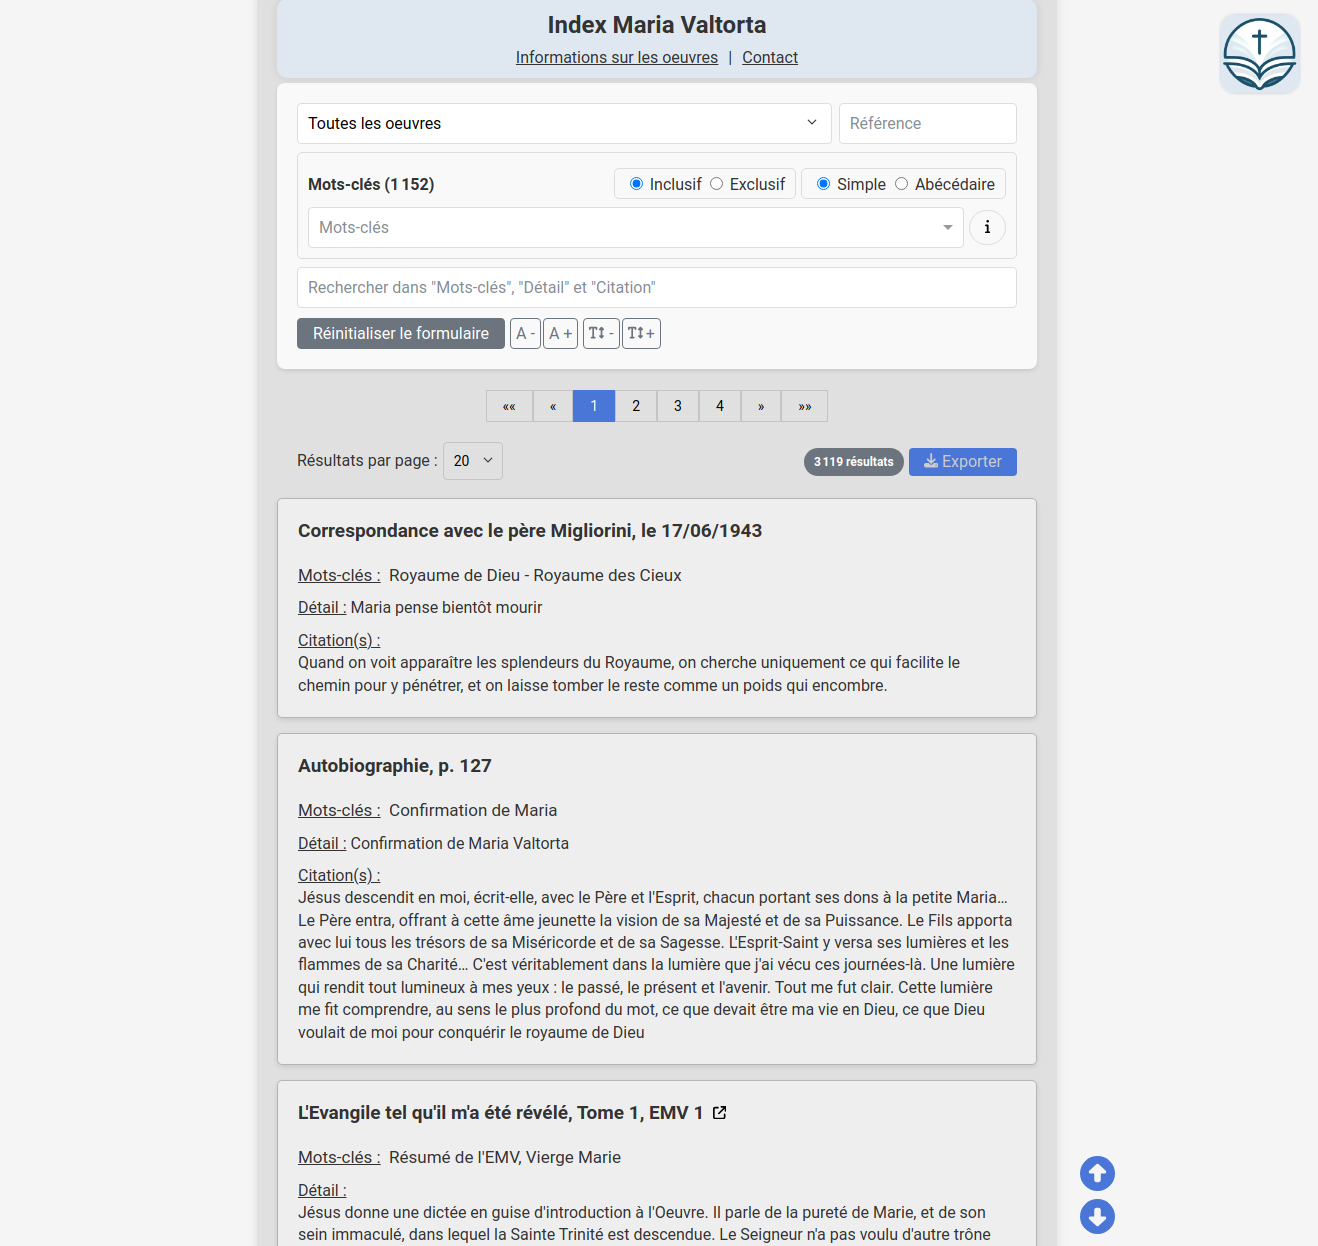 Index Maria Valtorta
Informations sur les oeuvres | Contact
Toutes les oeuvres Référence
Mots-clés (1 152) Inclusif Exclusif Simple Abécédaire
Mots-clés i
Rechercher dans "Mots-clés", "Détail" et "Citation"
Réinitialiser le formulaire A - A + T - T +
«« « 1 2 3 4 » »»
Résultats par page : 20 3 119 résultats Exporter
Correspondance avec le père Migliorini, le 17/06/1943
Mots-clés : Royaume de Dieu - Royaume des Cieux
Détail : Maria pense bientôt mourir
Citation(s) :
Quand on voit apparaître les splendeurs du Royaume, on cherche uniquement ce qui facilite le
chemin pour y pénétrer, et on laisse tomber le reste comme un poids qui encombre.
Autobiographie, p. 127
Mots-clés : Confirmation de Maria
Détail : Confirmation de Maria Valtorta
Citation(s) :
Jésus descendit en moi, écrit-elle, avec le Père et l'Esprit, chacun portant ses dons à la petite Maria…
Le Père entra, offrant à cette âme jeunette la vision de sa Majesté et de sa Puissance. Le Fils apporta
avec lui tous les trésors de sa Miséricorde et de sa Sagesse. L'Esprit-Saint y versa ses lumières et les
flammes de sa Charité… C'est véritablement dans la lumière que j'ai vécu ces journées-là. Une lumière
qui rendit tout lumineux à mes yeux : le passé, le présent et l'avenir. Tout me fut clair. Cette lumière
me fit comprendre, au sens le plus profond du mot, ce que devait être ma vie en Dieu, ce que Dieu
voulait de moi pour conquérir le royaume de Dieu
L'Evangile tel qu'il m'a été révélé, Tome 1, EMV 1
Mots-clés : Résumé de l'EMV, Vierge Marie
Détail :
Jésus donne une dictée en guise d'introduction à l'Oeuvre. Il parle de la pureté de Marie, et de son
sein immaculé, dans lequel la Sainte Trinité est descendue. Le Seigneur n'a pas voulu d'autre trône